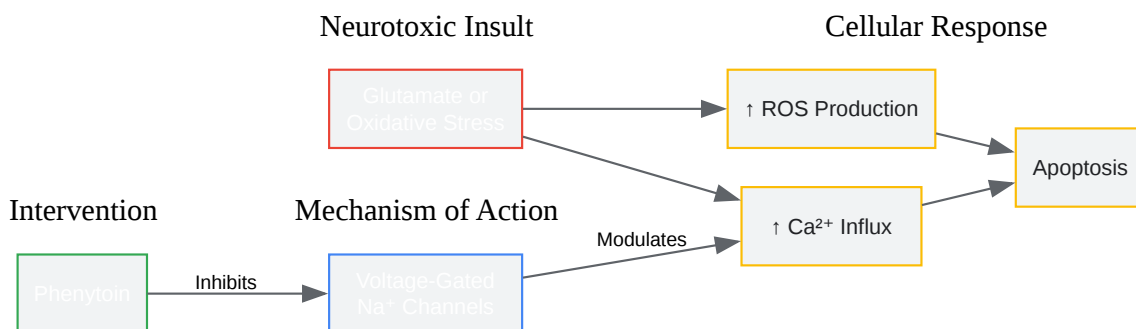 Neurotoxic Insult
Cellular Response
Glutamate or
Oxidative Stress
↑ ROS Production
Apoptosis
Intervention
Mechanism of Action
Modulates
↑ Ca²⁺ Influx
Phenytoin
Inhibits
Voltage-Gated
Na⁺ Channels